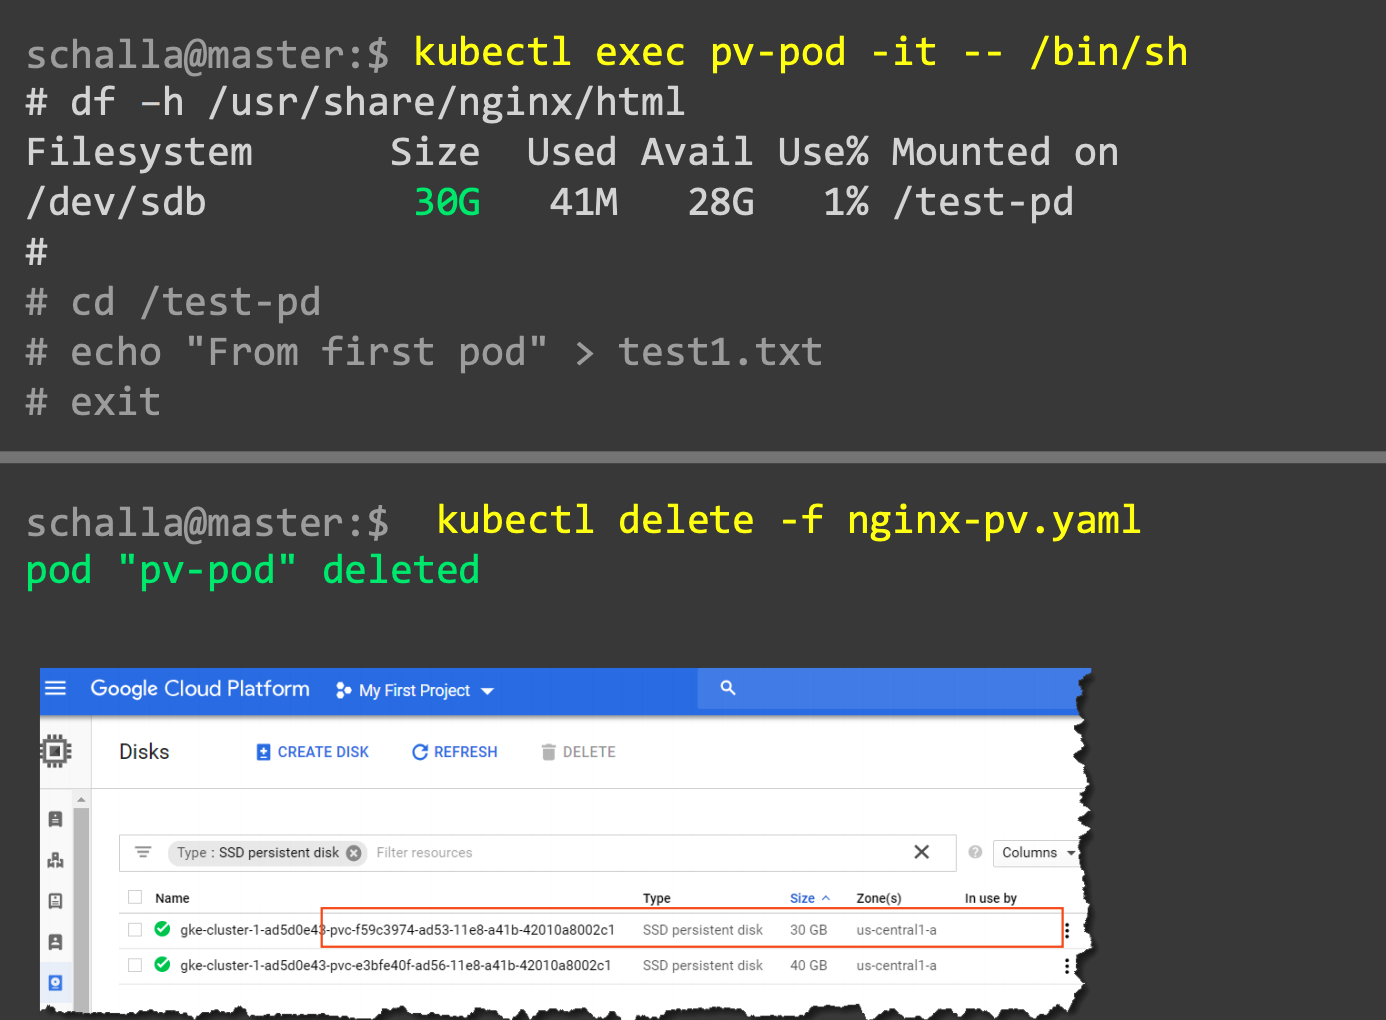 schalla@master:$ kubectl exec pv-pod -it -- /bin/sh
# df –h /usr/share/nginx/html
Filesystem Size Used Avail Use% Mounted on
/dev/sdb 30G 41M 28G 1% /test-pd
#
# cd /test-pd
# echo "From first pod" > test1.txt
# exit
schalla@master:$ kubectl delete -f nginx-pv.yaml
pod "pv-pod" deleted
Google Cloud Platform My First Project
Disks CREATE DISK REFRESH DELETE
Type : SSD persistent disk Filter resources Columns
Name Type Size Zone(s) In use by
gke-cluster-1-ad5d0e43-pvc-f59c3974-ad53-11e8-a41b-42010a8002c1 SSD persistent disk 30 GB us-central1-a
gke-cluster-1-ad5d0e43-pvc-e3bfe40f-ad56-11e8-a41b-42010a8002c1 SSD persistent disk 40 GB us-central1-a